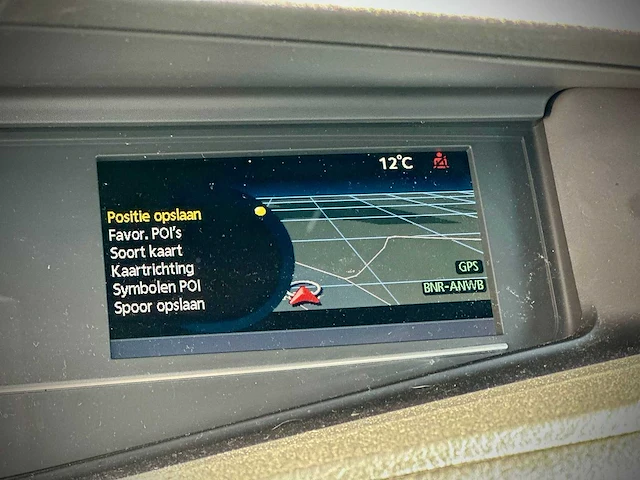 12°C
Positie opslaan
Favor. POI's
Soort kaart
Kaartrichting
Symbolen POI
Spoor opslaan
GPS
BNR-ANWB